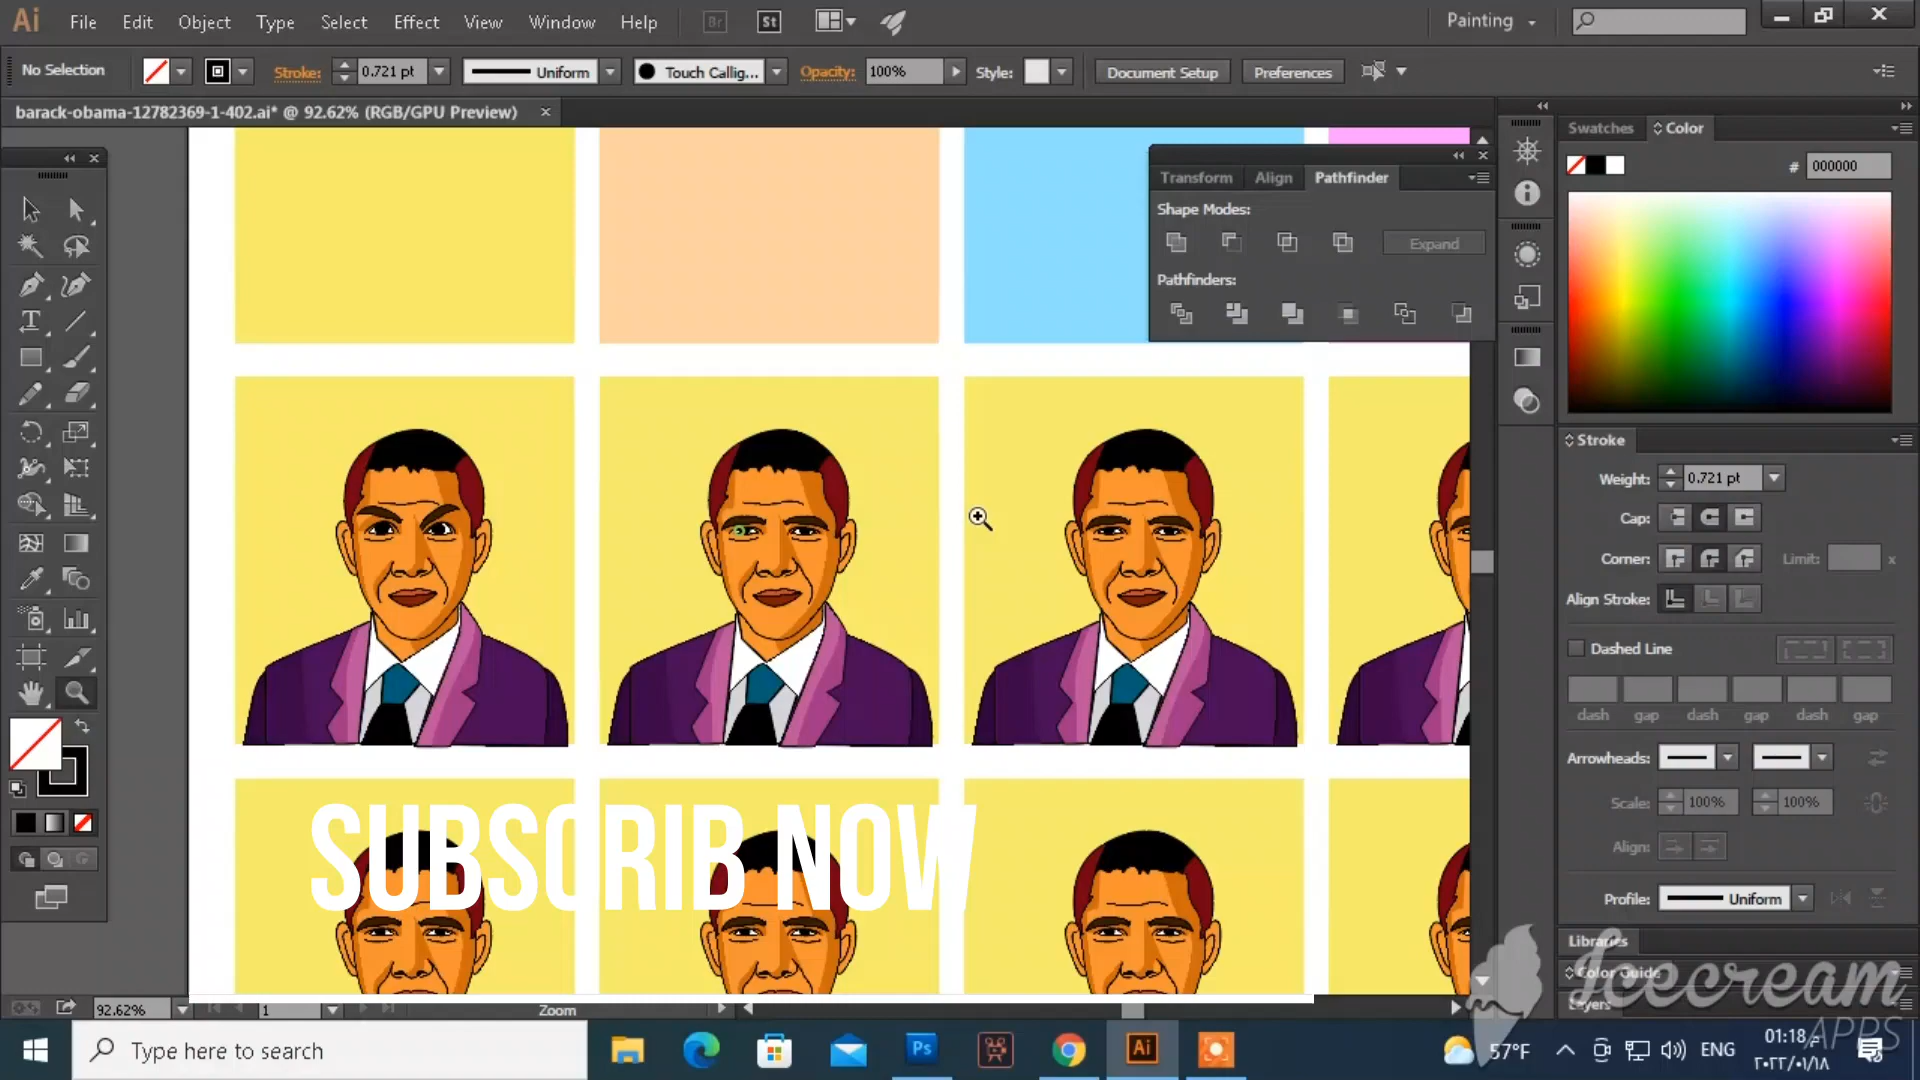 Ai File Edit Object Type Select Effect View Window Help Br St Painting
No Selection Stroke: 0.721 pt Uniform Touch Callig... Opacity: 100% Style: Document Setup Preferences
barack-obama-12782369-1-402.ai* @ 92.62% (RGB/GPU Preview)
Transform Align Pathfinder
Shape Modes:
Expand
Pathfinders:
Swatches Color
# 000000
Stroke
Weight: 0.721 pt
Cap:
Corner: Limit: x
Align Stroke:
Dashed Line
dash gap dash gap dash gap
Arrowheads:
Scale: 100% 100%
Align:
Profile: Uniform
Libraries
Color Guide
Layers
SUBSCRIB NOW
Icecream
APPS
92.62% 1 Zoom
Type here to search
Ps Ai
57°F ENG
01:18 م
٢٠٢٢/٠١/١٨